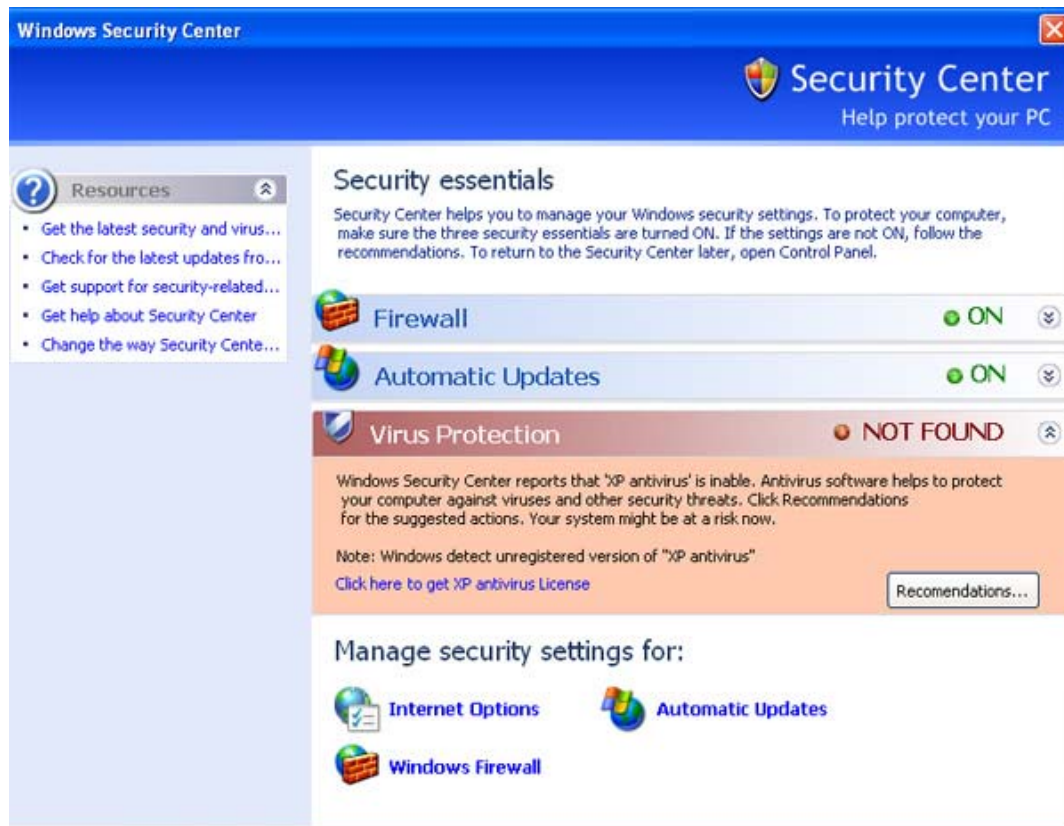 Windows Security Center
Security Center
Help protect your PC
Resources
Get the latest security and virus...
Check for the latest updates fro...
Get support for security-related...
Get help about Security Center
Change the way Security Cente...
Security essentials
Security Center helps you to manage your Windows security settings. To protect your computer,
make sure the three security essentials are turned ON. If the settings are not ON, follow the
recommendations. To return to the Security Center later, open Control Panel.
Firewall ON
Automatic Updates ON
Virus Protection NOT FOUND
Windows Security Center reports that 'XP antivirus' is inable. Antivirus software helps to protect
your computer against viruses and other security threats. Click Recommendations
for the suggested actions. Your system might be at a risk now.
Note: Windows detect unregistered version of "XP antivirus"
Click here to get XP antivirus License
Recomendations...
Manage security settings for:
Internet Options
Automatic Updates
Windows Firewall